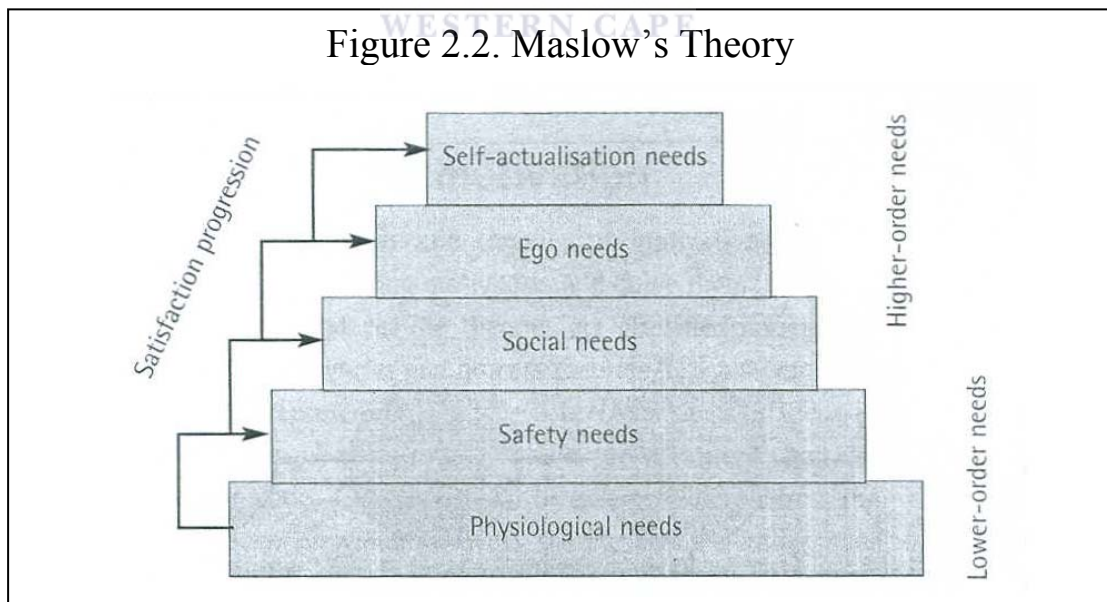 WESTERN CAPE
Figure 2.2. Maslow's Theory
Satisfaction progression
Self-actualisation needs
Ego needs
Social needs
Safety needs
Physiological needs
Higher-order needs
Lower-order needs